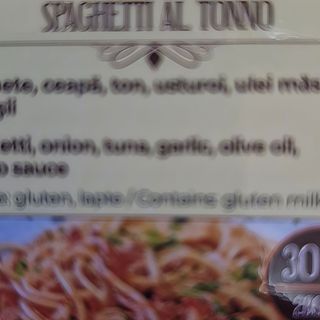 SPAGHETTI AL TONNO
ceapă, ton, usturoi, ulei măs
etti, onion, tuna, garlic, olive oil,
sauce
gluten, lapte / Contains gluten milk
30